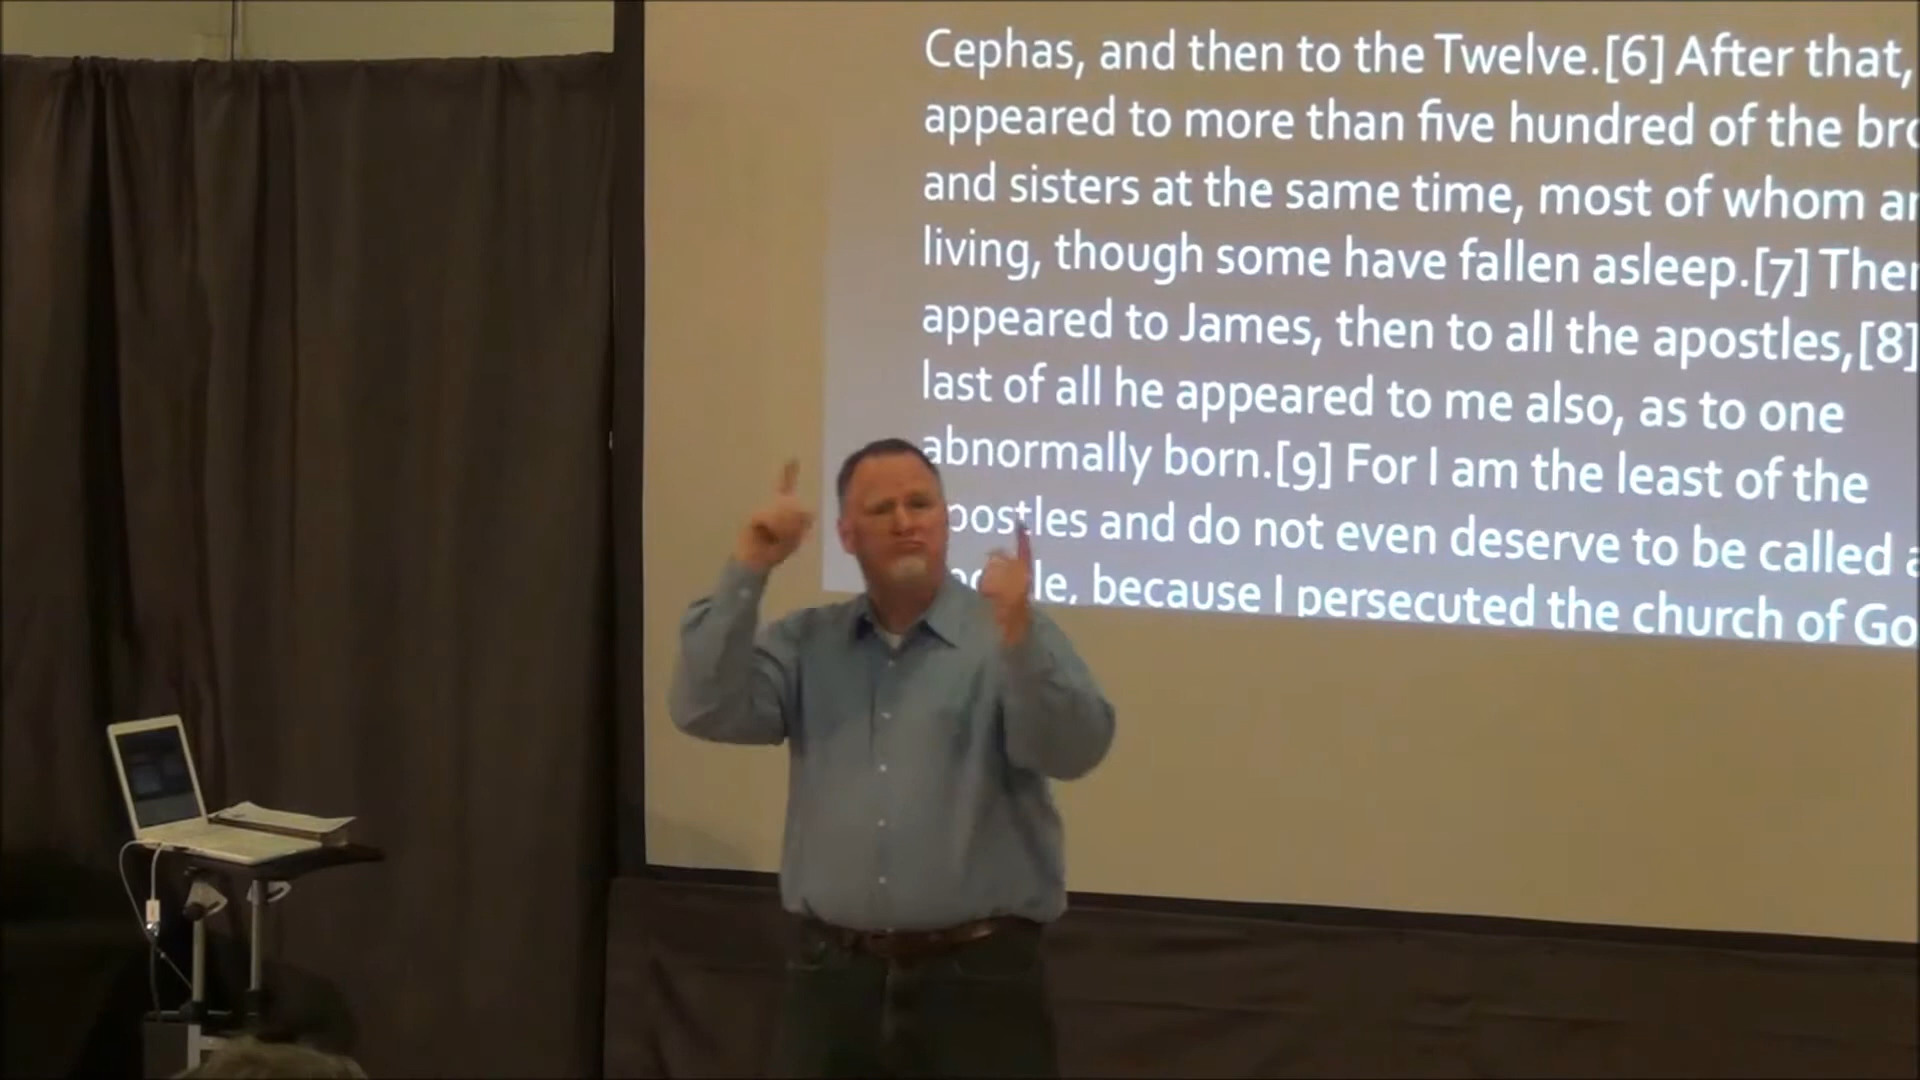 Cephas, and then to the Twelve.[6] After that,
appeared to more than five hundred of the bro
and sisters at the same time, most of whom ar
living, though some have fallen asleep.[7] Then
appeared to James, then to all the apostles,[8]
last of all he appeared to me also, as to one
abnormally born.[9] For I am the least of the
postles and do not even deserve to be called a
le, because I persecuted the church of Go